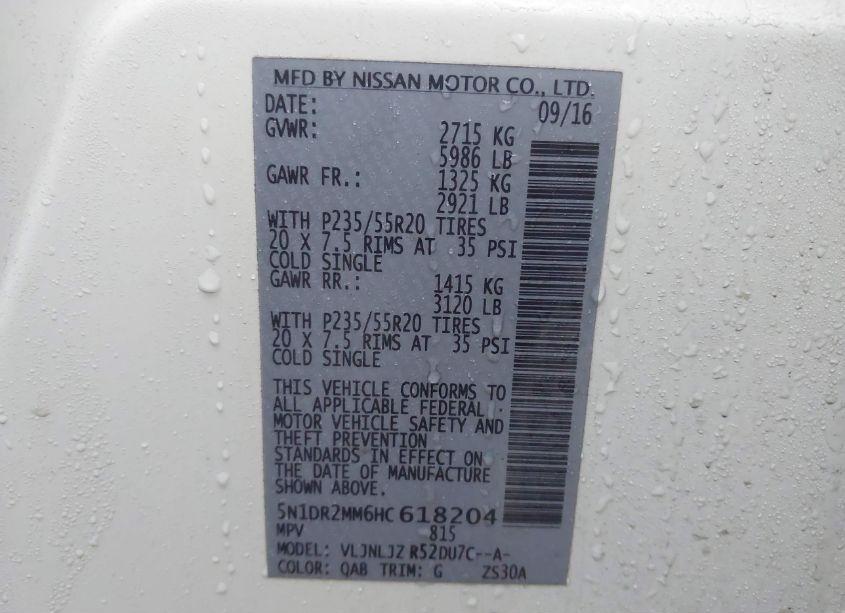 MFD BY NISSAN MOTOR CO., LTD.
DATE: 09/16
GVWR: 2715 KG
5986 LB
GAWR FR.: 1325 KG
2921 LB
WITH P235/55R20 TIRES
20 X 7.5 RIMS AT 35 PSI
COLD SINGLE
GAWR RR.: 1415 KG
3120 LB
WITH P235/55R20 TIRES
20 X 7.5 RIMS AT 35 PSI
COLD SINGLE
THIS VEHICLE CONFORMS TO
ALL APPLICABLE FEDERAL
MOTOR VEHICLE SAFETY AND
THEFT PREVENTION
STANDARDS IN EFFECT ON
THE DATE OF MANUFACTURE
SHOWN ABOVE.
5N1DR2MM6HC618204
MPV 815
MODEL: VLJNLJZ R52DU7C--A-
COLOR: QAB TRIM: G ZS30A